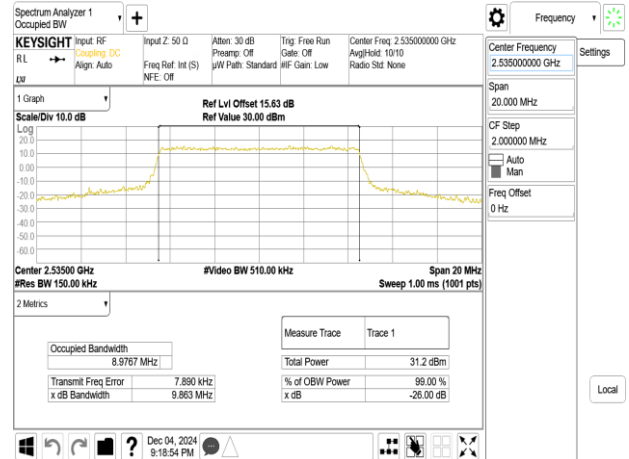 Spectrum Analyzer 1
Occupied BW
Frequency
KEYSIGHT
RL
Input: RF
Coupling: DC
Align: Auto
Input Z: 50 Ω
Freq Ref: Int (S)
NFE: Off
Atten: 30 dB
Preamp: Off
µW Path: Standard
Trig: Free Run
Gate: Off
#IF Gain: Low
Center Freq: 2.535000000 GHz
Avg|Hold: 10/10
Radio Std: None
LXI
Center Frequency
2.535000000 GHz
Settings
Span
20.000 MHz
CF Step
2.000000 MHz
Auto
Man
Freq Offset
0 Hz
1 Graph
Scale/Div 10.0 dB
Ref Lvl Offset 15.63 dB
Ref Value 30.00 dBm
Log
20.0
10.0
0.00
-10.0
-20.0
-30.0
-40.0
-50.0
-60.0
Center 2.53500 GHz
#Video BW 510.00 kHz
Span 20 MHz
#Res BW 150.00 kHz
Sweep 1.00 ms (1001 pts)
2 Metrics
Measure Trace Trace 1
Occupied Bandwidth
8.9767 MHz
Total Power 31.2 dBm
Transmit Freq Error 7.890 kHz
% of OBW Power 99.00 %
x dB Bandwidth 9.863 MHz
x dB -26.00 dB
Local
?
Dec 04, 2024
9:18:54 PM